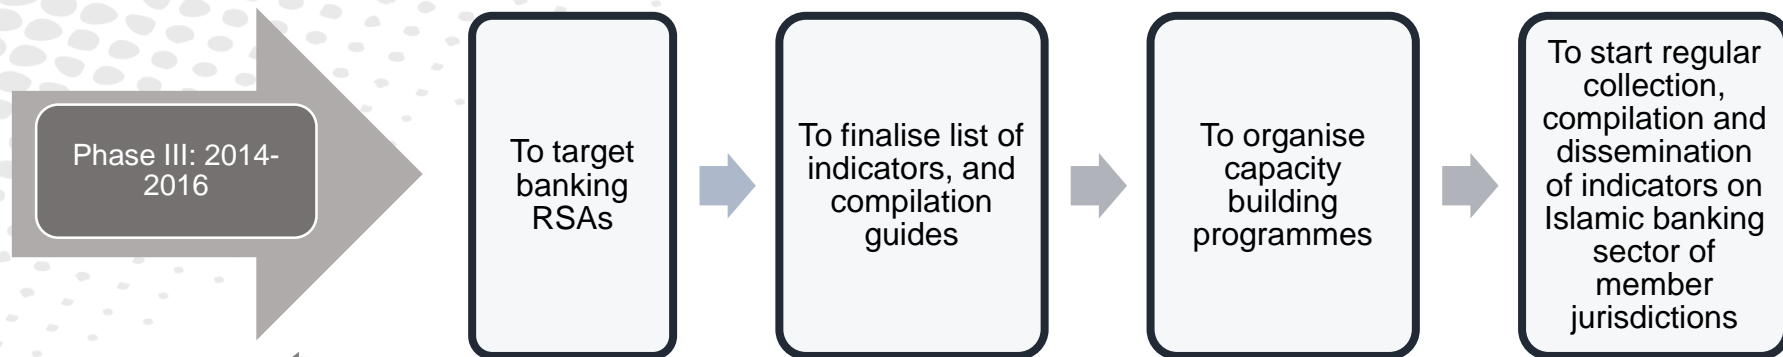 Phase III: 2014-
2016
To target
banking
RSAs
To finalise list of
indicators, and
compilation
guides
To organise
capacity
building
programmes
To start regular
collection,
compilation and
dissemination
of indicators on
Islamic banking
sector of
member
jurisdictions